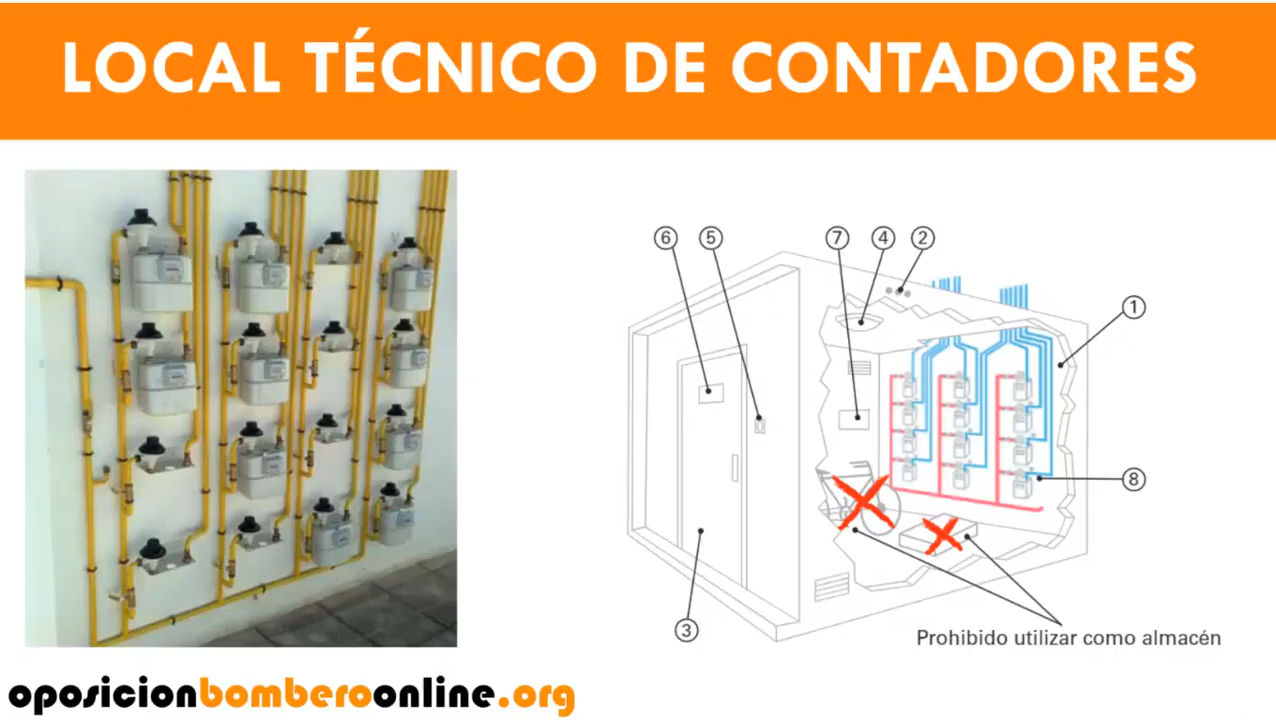 LOCAL TÉCNICO DE CONTADORES
6 5 7 4 2
1
8
3
Prohibido utilizar como almacén
oposicionbomberoonline.org